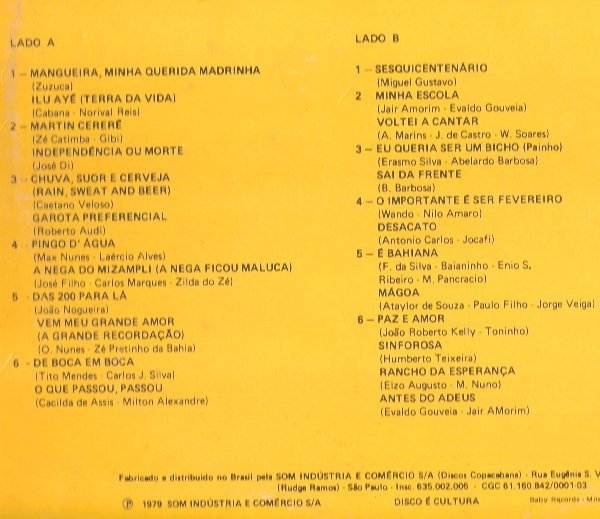 LADO A
1 – MANGUEIRA, MINHA QUERIDA MADRINHA
(Zuzuca)
ILU AYÊ (TERRA DA VIDA)
(Cabana · Norival Reis)
2 – MARTIN CERERÊ
(Zé Catimba · Gibi)
INDEPENDÊNCIA OU MORTE
(José Di)
3 – CHUVA, SUOR E CERVEJA
(RAIN, SWEAT AND BEER)
(Caetano Veloso)
GAROTA PREFERENCIAL
(Roberto Audi)
4 - PINGO D' ÁGUA
(Max Nunes · Laércio Alves)
A NEGA DO MIZAMPLI (A NEGA FICOU MALUCA)
(José Filho · Carlos Marques · Zilda do Zé)
5 - DAS 200 PARA LÁ
(João Nogueira)
VEM MEU GRANDE AMOR
(A GRANDE RECORDAÇÃO)
(O. Nunes · Zé Pretinho da Bahia)
6 - DE BOCA EM BOCA
(Tito Mendes · Carlos J. Silva)
O QUE PASSOU, PASSOU
(Cacilda de Assis · Milton Alexandre)
LADO B
1 – SESQUICENTENÁRIO
(Miguel Gustavo)
2 MINHA ESCOLA
(Jair Amorim · Evaldo Gouveia)
VOLTEI A CANTAR
(A. Marins · J. de Castro · W. Soares)
3 – EU QUERIA SER UM BICHO (Painho)
(Erasmo Silva · Abelardo Barbosa)
SAI DA FRENTE
(B. Barbosa)
4 – O IMPORTANTE É SER FEVEREIRO
(Wando · Nilo Amaro)
DESACATO
(Antonio Carlos · Jocafi)
5 – É BAHIANA
(F. da Silva · Baianinho · Enio S.
Ribeiro · M. Pancracio)
MÁGOA
(Ataylor de Souza · Paulo Filho · Jorge Veiga)
6 – PAZ E AMOR
(João Roberto Kelly · Toninho)
SINFOROSA
(Humberto Teixeira)
RANCHO DA ESPERANÇA
(Elzo Augusto · M. Nuno)
ANTES DO ADEUS
(Evaldo Gouveia · Jair AMorim)
Fabricado e distribuido no Brasil pela SOM INDÚSTRIA E COMÉRCIO S/A (Discos Copacabana) · Rua Eugênia S. V
(Rudge Ramos) · São Paulo · Insc. 635.002.005 · CGC 61.160 842/0001-03
Ⓟ 1979 SOM INDÚSTRIA E COMÉRCIO S/A DISCO É CULTURA Baby Records · Mila